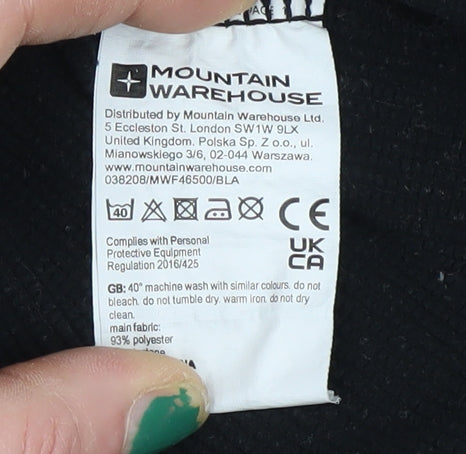 MOUNTAIN
WAREHOUSE
Distributed by Mountain Warehouse Ltd.
5 Eccleston St. London SW1W 9LX
United Kingdom. Polska Sp. Z o.o., ul.
Mianowskiego 3/6, 02-044 Warszawa.
www.mountainwarehouse.com
038208/MWF46500/BLA
40
CE
Complies with Personal
Protective Equipment
Regulation 2016/425
UK
CA
GB: 40° machine wash with similar colours. do not
bleach. do not tumble dry. warm iron. do not dry
clean.
main fabric:
93% polyester